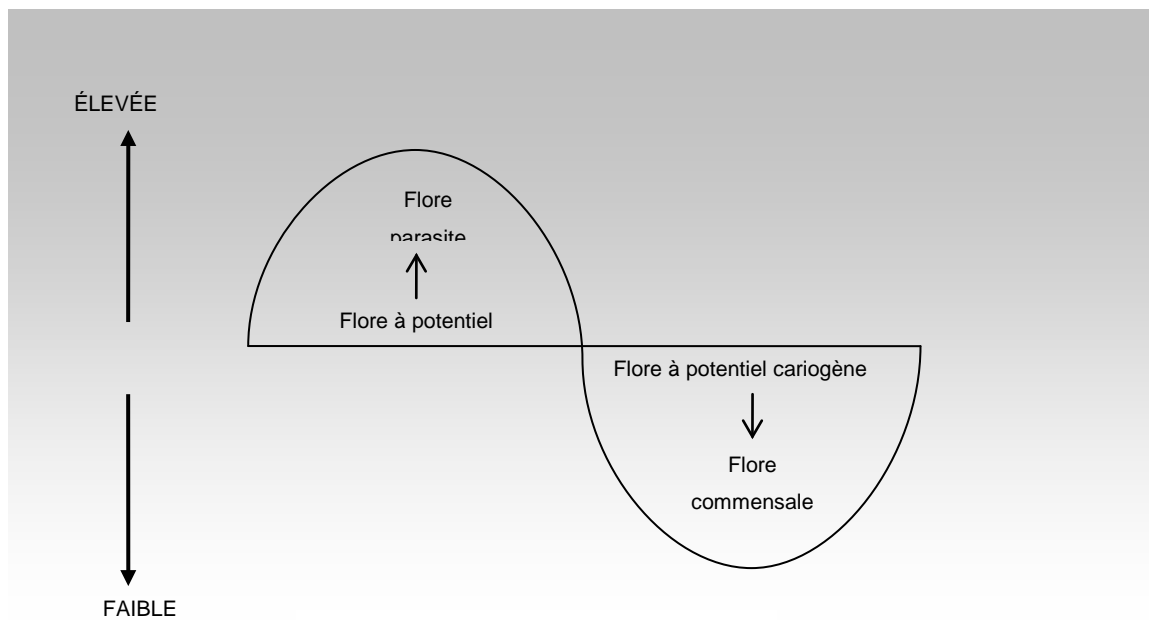 ÉLEVÉE
Flore
parasite
Flore à potentiel
Flore à potentiel cariogène
Flore
commensale
FAIBLE